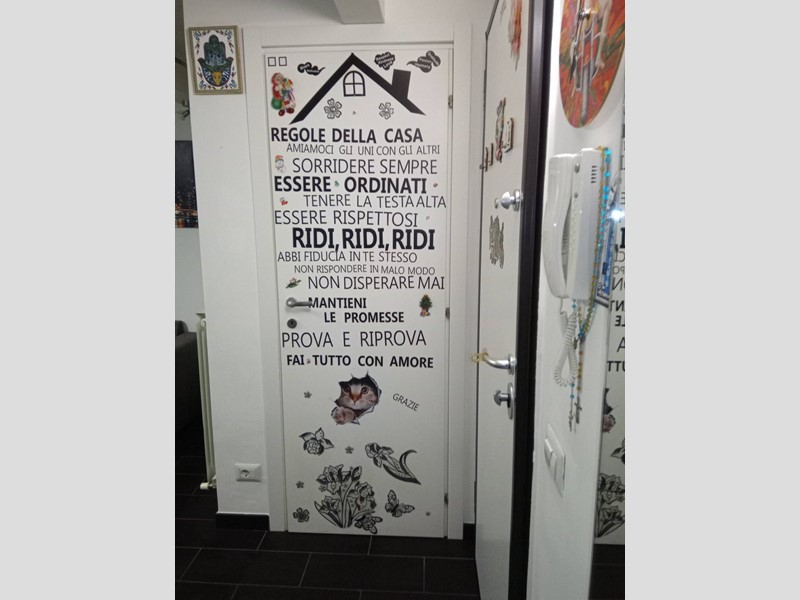 REGOLE DELLA CASA
AMIAMOCI GLI UNI CON GLI ALTRI
SORRIDERE SEMPRE
ESSERE ORDINATI
TENERE LA TESTA ALTA
ESSERE RISPETTOSI
RIDI, RIDI, RIDI
ABBI FIDUCIA IN TE STESSO
NON RISPONDERE IN MALO MODO
NON DISPERARE MAI
MANTIENI
LE PROMESSE
PROVA E RIPROVA
FAI TUTTO CON AMORE
GRAZIE